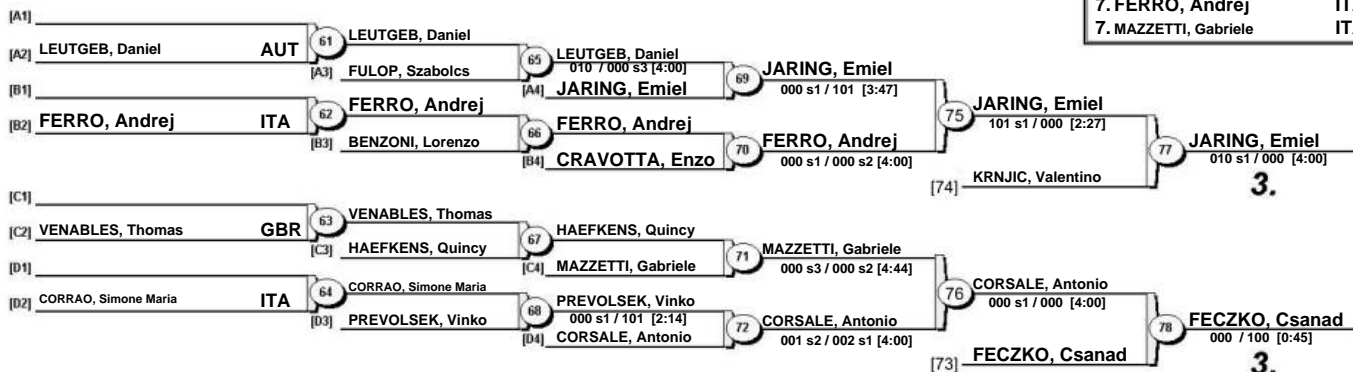 7. FERRO, Andrej
7. MAZZETTI, Gabriele
[A1]
[A2] LEUTGEB, Daniel AUT
61
LEUTGEB, Daniel
[A3] FULOP, Szabolcs
65
LEUTGEB, Daniel
010 / 000 s3 [4:00]
[A4] JARING, Emiel
69
JARING, Emiel
000 s1 / 101 [3:47]
[B1]
[B2] FERRO, Andrej ITA
62
FERRO, Andrej
[B3] BENZONI, Lorenzo
66
FERRO, Andrej
[B4] CRAVOTTA, Enzo
70
FERRO, Andrej
000 s1 / 000 s2 [4:00]
75
JARING, Emiel
101 s1 / 000 [2:27]
[74] KRNJIC, Valentino
77
JARING, Emiel
010 s1 / 000 [4:00]
3.
[C1]
[C2] VENABLES, Thomas GBR
63
VENABLES, Thomas
[C3] HAEFKENS, Quincy
67
HAEFKENS, Quincy
[C4] MAZZETTI, Gabriele
71
MAZZETTI, Gabriele
000 s3 / 000 s2 [4:44]
[D1]
[D2] CORRAO, Simone Maria ITA
64
CORRAO, Simone Maria
[D3] PREVOLSEK, Vinko
68
PREVOLSEK, Vinko
000 s1 / 101 [2:14]
[D4] CORSALE, Antonio
72
CORSALE, Antonio
001 s2 / 002 s1 [4:00]
76
CORSALE, Antonio
000 s1 / 000 [4:00]
[73] FECZKO, Csanad
78
FECZKO, Csanad
000 / 100 [0:45]
3.